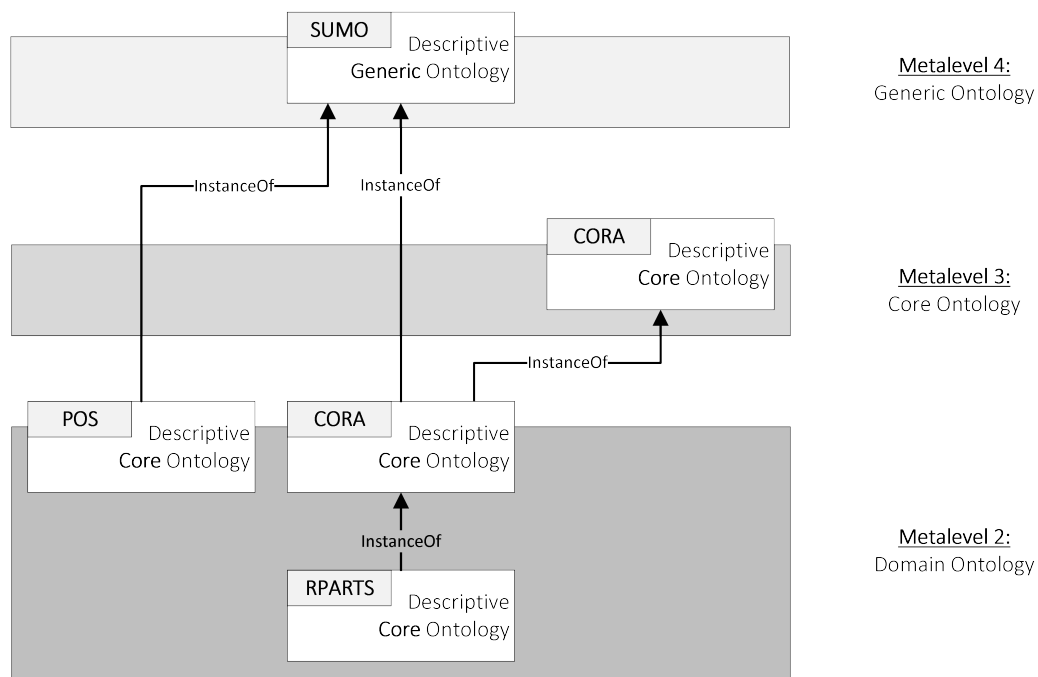 SUMO
Descriptive
Generic Ontology
Metalevel 4:
Generic Ontology
InstanceOf
InstanceOf
CORA
Descriptive
Core Ontology
Metalevel 3:
Core Ontology
InstanceOf
POS
Descriptive
Core Ontology
CORA
Descriptive
Core Ontology
InstanceOf
Metalevel 2:
Domain Ontology
RPARTS
Descriptive
Core Ontology